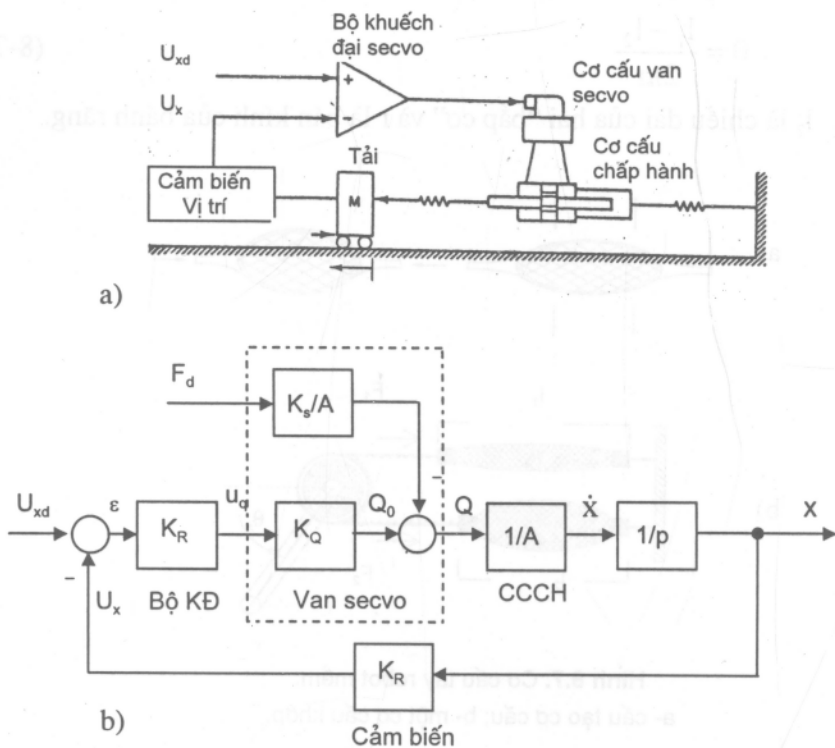 Bộ khuếch
đại secvo
U_xd
+
Cơ cấu van
secvo
U_x
Tải
Cơ cấu
chấp hành
Cảm biến
Vị trí
M
a)
F_d
K_s/A
–
U_xd
ε
K_R
u_q
K_Q
Q_0
Q
1/A
Ẋ
1/p
X
–
U_x
Bộ KĐ
Van secvo
CCCH
K_R
b)
Cảm biến